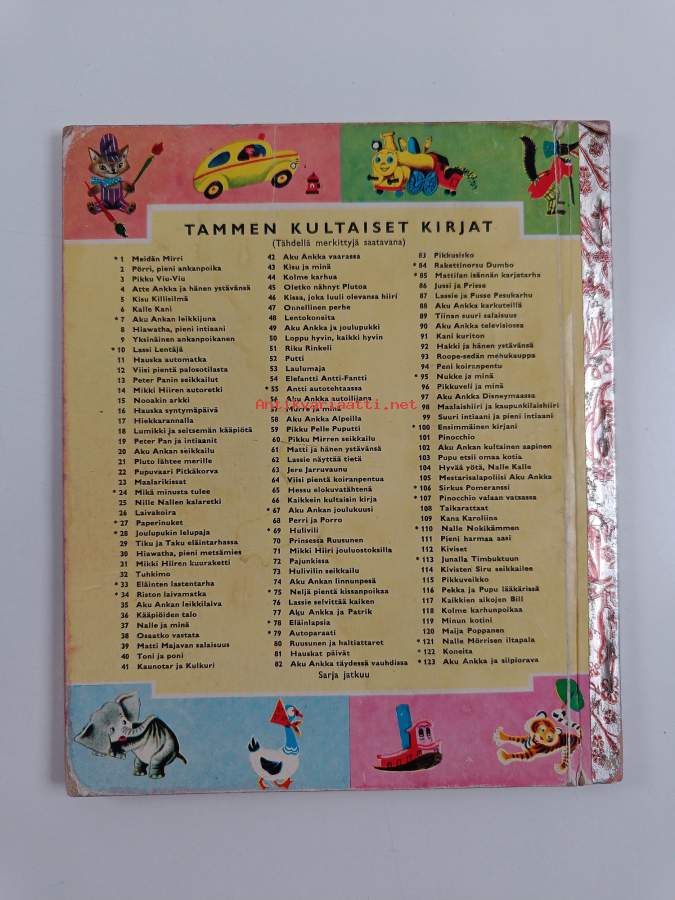 TAMMEN KULTAISET KIRJAT
(Tähdellä merkittyjä saatavana)
* 1 Meidän Mirri
2 Pörri, pieni ankanpoika
3 Pikku Viu-Viu
4 Atte Ankka ja hänen ystävänsä
5 Kisu Killisilmä
6 Kalle Kani
* 7 Aku Ankan leikkijuna
8 Hiawatha, pieni intiaani
9 Yksinäinen ankanpoikanen
* 10 Lassi Lentäjä
11 Hauska automatka
12 Viisi pientä palosotilasta
13 Peter Panin seikkailut
14 Mikki Hiiren autoretki
15 Nooakin arkki
16 Hauska syntymäpäivä
17 Hiekkarannalla
18 Lumikki ja seitsemän kääpiötä
19 Peter Pan ja intiaanit
20 Aku Ankan seikkailu
21 Pluto lähtee merille
22 Pupuvaari Pitkäkorva
23 Maalarikissat
* 24 Mikä minusta tulee
25 Nille Nallen kalaretki
26 Laivakoira
* 27 Paperinuket
* 28 Joulupukin lelupaja
29 Tiku ja Taku eläintarhassa
30 Hiawatha, pieni metsämies
31 Mikki Hiiren kuuraketti
32 Tuhkimo
* 33 Eläinten lastentarha
* 34 Riston laivamatka
35 Aku Ankan leikkilaiva
36 Kääpiöiden talo
37 Nalle ja minä
38 Osaatko vastata
39 Matti Majavan salaisuus
40 Toni ja poni
41 Kaunotar ja Kulkuri
42 Aku Ankka vaarassa
43 Kisu ja minä
44 Kolme karhua
45 Oletko nähnyt Plutoa
46 Kissa, joka luuli olevansa hiiri
47 Onnellinen perhe
48 Lentokoneita
49 Aku Ankka ja joulupukki
50 Loppu hyvin, kaikki hyvin
51 Riku Rinkeli
52 Putti
53 Laulumaja
54 Elefantti Antti-Fantti
* 55 Antti autotehtaassa
56 Aku Ankka autoilijana
57 Murre ja minä
58 Aku Ankka Alpeilla
59 Pikku Pelle Puputti
60 Pikku Mirren seikkailu
61 Matti ja hänen ystävänsä
62 Lassie näyttää tietä
63 Jere Jarruvaunu
64 Viisi pientä koiranpentua
65 Hessu elokuvatähtenä
66 Kaikkein kultaisin kirja
* 67 Aku Ankan joulukuusi
68 Perri ja Porro
* 69 Hulivili
70 Prinsessa Ruusunen
71 Mikki Hiiri jouluostoksilla
72 Pajunkissa
73 Hulivilin seikkailu
74 Aku Ankan linnunpesä
* 75 Neljä pientä kissanpoikaa
76 Lassie selvittää kaiken
77 Aku Ankka ja Patrik
* 78 Eläinlapsia
* 79 Autoparaati
80 Ruusunen ja haltiattaret
81 Hauskat päivät
82 Aku Ankka täydessä vauhdissa
83 Pikkusisko
* 84 Rakettinorsu Dumbo
* 85 Mattilan isännän karjatarha
86 Jussi ja Prisse
87 Lassie ja Pusse Pesukarhu
88 Aku Ankka karkuteillä
89 Tiinan suuri salaisuus
90 Aku Ankka televisiossa
91 Kani kuriton
92 Hakki ja hänen ystävänsä
93 Roope-sedän mehukauppa
94 Peni koiranpentu
* 95 Nukke ja minä
96 Pikkuveli ja minä
97 Aku Ankka Disneymaassa
* 98 Maalaishiiri ja kaupunkilaishiiri
99 Suuri intiaani ja pieni intiaani
* 100 Ensimmäinen kirjani
101 Pinocchio
102 Aku Ankan kultainen aapinen
103 Pupu etsii omaa kotia
104 Hyvää yötä, Nalle Kalle
105 Mestarisalapoliisi Aku Ankka
* 106 Sirkus Pomeranssi
* 107 Pinocchio valaan vatsassa
108 Taikarattaat
109 Kana Karoliina
* 110 Nalle Nokikämmen
111 Pieni harmaa aasi
112 Kiviset
* 113 Junalla Timbuktuun
114 Kivisten Siru seikkailee
115 Pikkuveikko
116 Pekka ja Pupu lääkärissä
117 Kaikkien aikojen Bill
118 Kolme karhunpoikaa
119 Minun kotini
120 Maija Poppanen
* 121 Nalle Mörrisen iltapala
* 122 Koneita
* 123 Aku Ankka ja siipiorava
Sarja jatkuu
Antikvariaatti.net
antikvariaatti.net